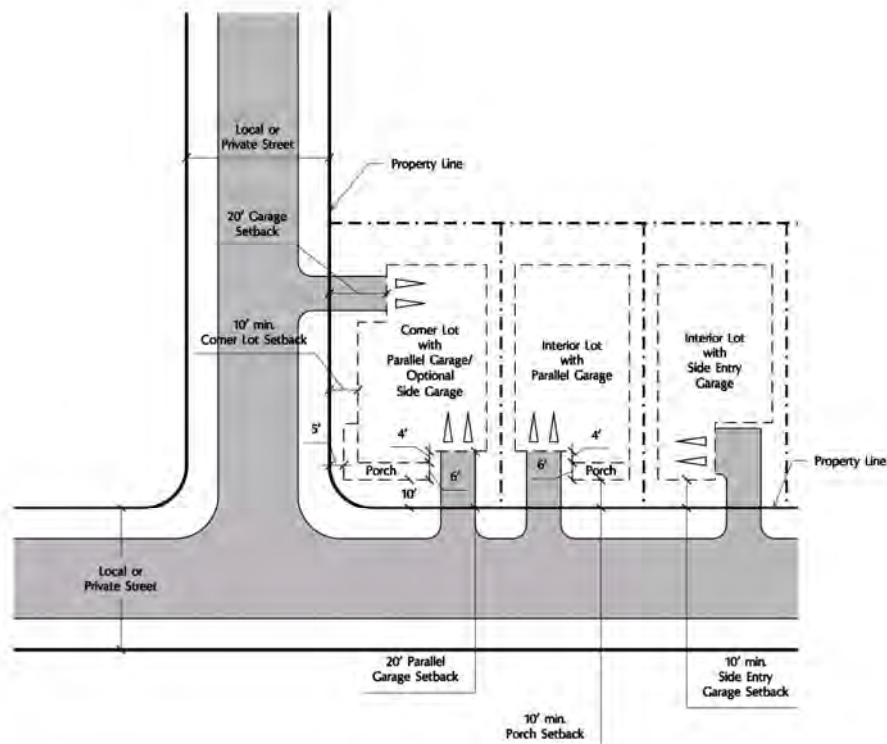 Local or
Private Street
Property Line
20' Garage
Setback
10' min.
Corner Lot Setback
Corner Lot
with
Parallel Garage/
Optional
Side Garage
Interior Lot
with
Parallel Garage
Interior Lot
with
Side Entry
Garage
5'
4'
4'
Porch
6'
6'
Porch
10'
Property Line
Local or
Private Street
20' Parallel
Garage Setback
10' min.
Side Entry
Garage Setback
10' min.
Porch Setback